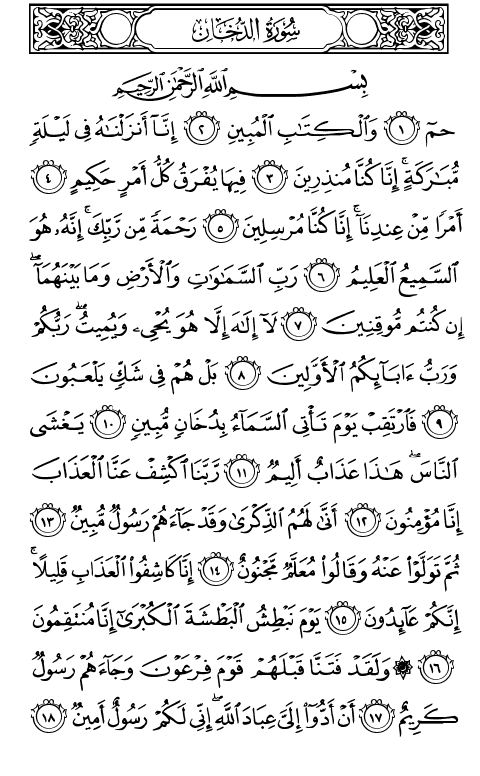 سُورَةُ الدُّخَانِ
بِسْمِ ٱللَّهِ ٱلرَّحْمَٰنِ ٱلرَّحِيمِ
حمٓ ١ وَٱلْكِتَٰبِ ٱلْمُبِينِ ٢ إِنَّآ أَنزَلْنَٰهُ فِى لَيْلَةٍ
مُّبَٰرَكَةٍ ۚ إِنَّا كُنَّا مُنذِرِينَ ٣ فِيهَا يُفْرَقُ كُلُّ أَمْرٍ حَكِيمٍ ٤
أَمْرًا مِّنْ عِندِنَآ ۚ إِنَّا كُنَّا مُرْسِلِينَ ٥ رَحْمَةً مِّن رَّبِّكَ ۚ إِنَّهُۥ هُوَ
ٱلسَّمِيعُ ٱلْعَلِيمُ ٦ رَبِّ ٱلسَّمَٰوَٰتِ وَٱلْأَرْضِ وَمَا بَيْنَهُمَآ ۖ
إِن كُنتُم مُّوقِنِينَ ٧ لَآ إِلَٰهَ إِلَّا هُوَ يُحْىِۦ وَيُمِيتُ ۖ رَبُّكُمْ
وَرَبُّ ءَابَآئِكُمُ ٱلْأَوَّلِينَ ٨ بَلْ هُمْ فِى شَكٍّ يَلْعَبُونَ
٩ فَٱرْتَقِبْ يَوْمَ تَأْتِى ٱلسَّمَآءُ بِدُخَانٍ مُّبِينٍ ١٠ يَغْشَى
ٱلنَّاسَ ۖ هَٰذَا عَذَابٌ أَلِيمٌ ١١ رَّبَّنَا ٱكْشِفْ عَنَّا ٱلْعَذَابَ
إِنَّا مُؤْمِنُونَ ١٢ أَنَّىٰ لَهُمُ ٱلذِّكْرَىٰ وَقَدْ جَآءَهُمْ رَسُولٌ مُّبِينٌ ١٣
ثُمَّ تَوَلَّوْا۟ عَنْهُ وَقَالُوا۟ مُعَلَّمٌ مَّجْنُونٌ ١٤ إِنَّا كَاشِفُوا۟ ٱلْعَذَابِ قَلِيلًا ۚ
إِنَّكُمْ عَآئِدُونَ ١٥ يَوْمَ نَبْطِشُ ٱلْبَطْشَةَ ٱلْكُبْرَىٰٓ إِنَّا مُنتَقِمُونَ
١٦ ۞ وَلَقَدْ فَتَنَّا قَبْلَهُمْ قَوْمَ فِرْعَوْنَ وَجَآءَهُمْ رَسُولٌ
كَرِيمٌ ١٧ أَنْ أَدُّوٓا۟ إِلَىَّ عِبَادَ ٱللَّهِ ۖ إِنِّى لَكُمْ رَسُولٌ أَمِينٌ ١٨